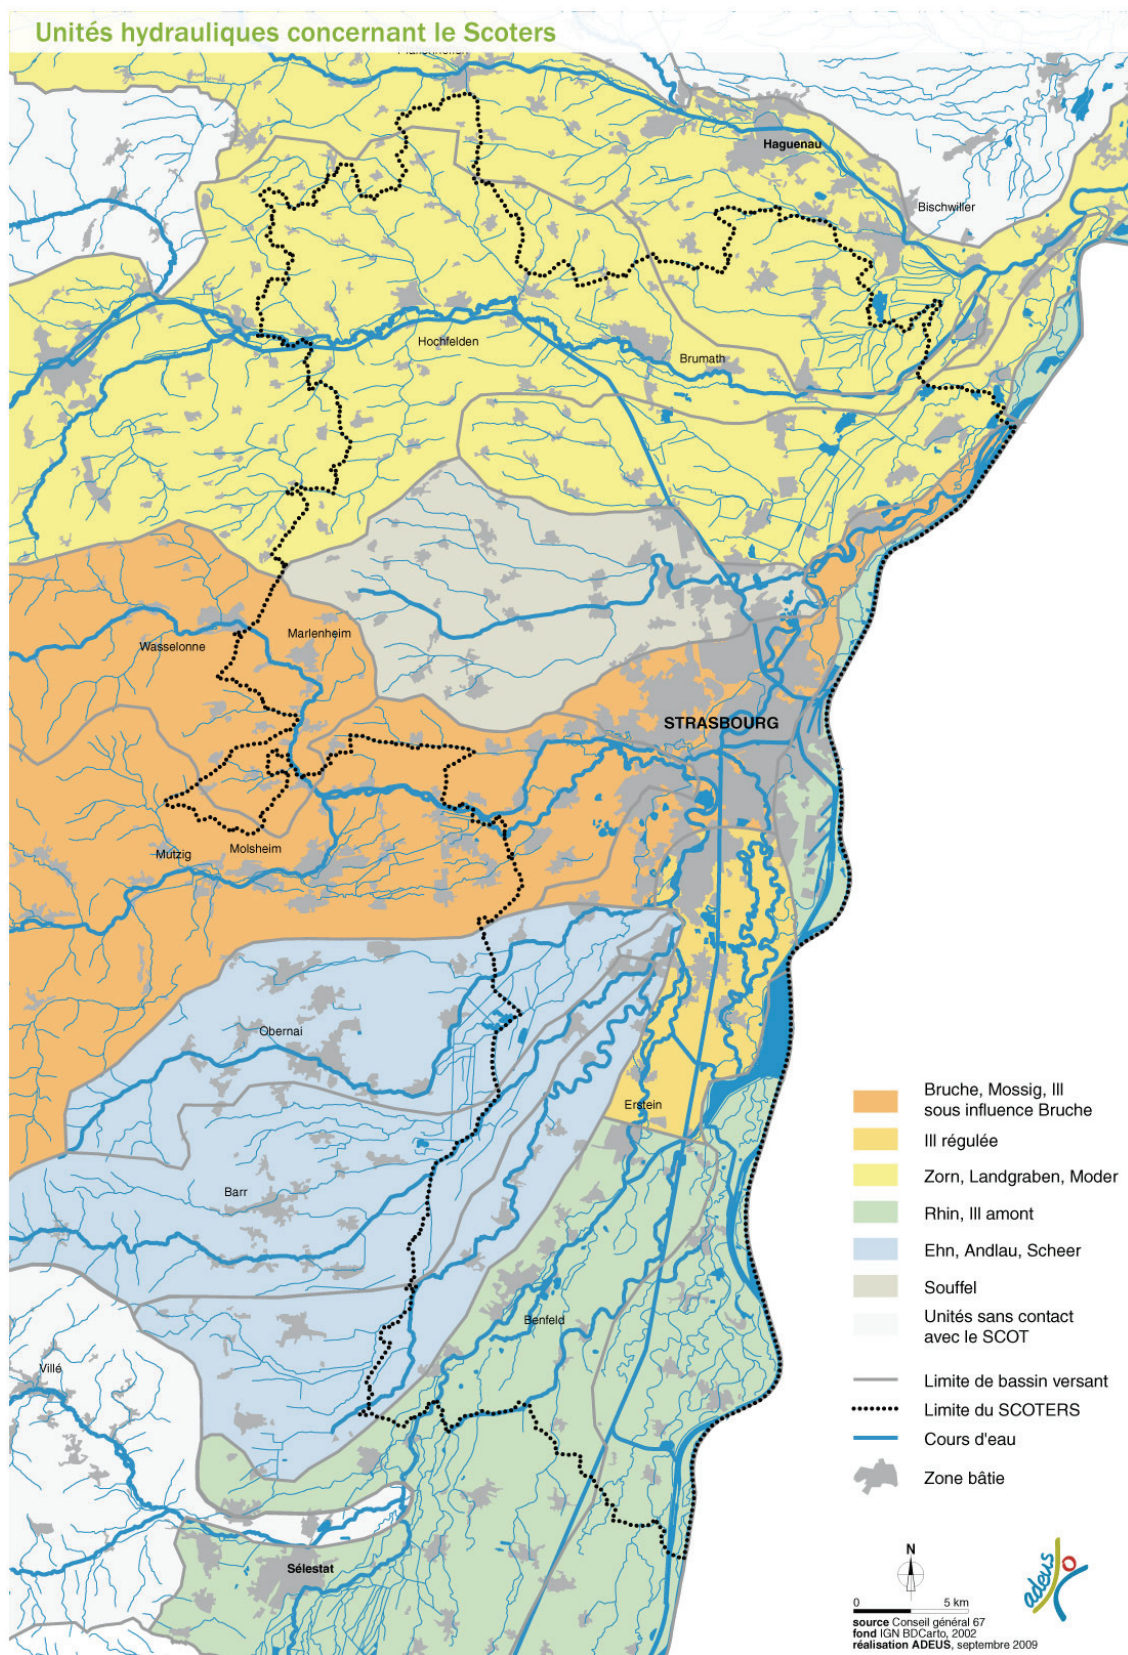 Unités hydrauliques concernant le Scoters
Haguenau
Bischwiller
Hochfelden
Brumath
Marlenheim
Wasselonne
STRASBOURG
Mutzig
Molsheim
Obernai
Erstein
Barr
Benfeld
Villé
Sélestat
Bruche, Mossig, Ill
sous influence Bruche
Ill régulée
Zorn, Landgraben, Moder
Rhin, Ill amont
Ehn, Andlau, Scheer
Souffel
Unités sans contact
avec le SCOT
Limite de bassin versant
Limite du SCOTERS
Cours d'eau
Zone bâtie
N
0 5 km
source Conseil général 67
fond IGN BDCarto, 2002
réalisation ADEUS, septembre 2009
adeus